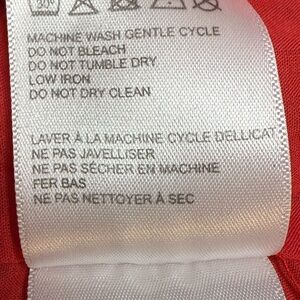 30°
MACHINE WASH GENTLE CYCLE
DO NOT BLEACH
DO NOT TUMBLE DRY
LOW IRON
DO NOT DRY CLEAN
LAVER À LA MACHINE CYCLE DELLICAT
NE PAS JAVELLISER
NE PAS SÉCHER EN MACHINE
FER BAS
NE PAS NETTOYER À SEC